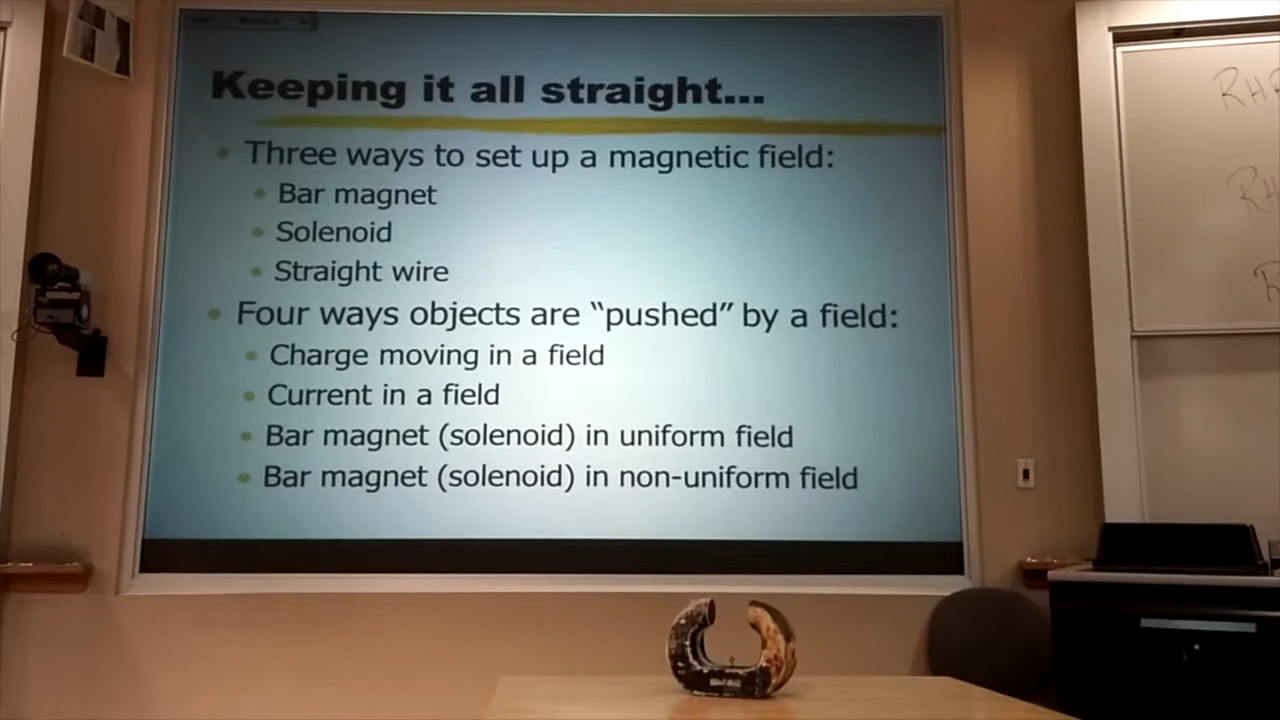 Keeping it all straight...
Three ways to set up a magnetic field:
Bar magnet
Solenoid
Straight wire
Four ways objects are “pushed” by a field:
Charge moving in a field
Current in a field
Bar magnet (solenoid) in uniform field
Bar magnet (solenoid) in non-uniform field
RH
RH
R